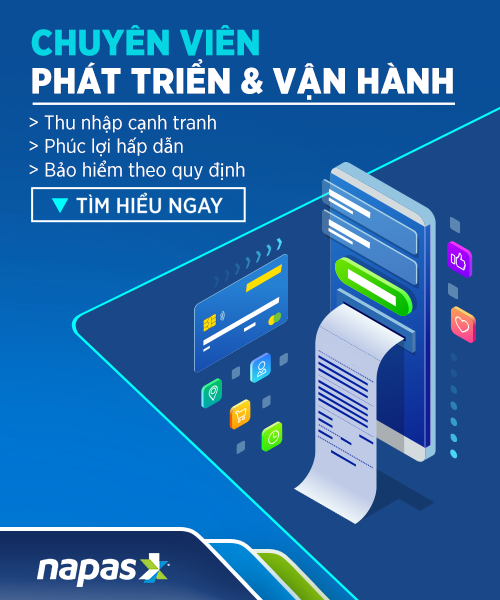 CHUYÊN VIÊN
PHÁT TRIỂN & VẬN HÀNH
> Thu nhập cạnh tranh
> Phúc lợi hấp dẫn
> Bảo hiểm theo quy định
▼ TÌM HIỂU NGAY
napas